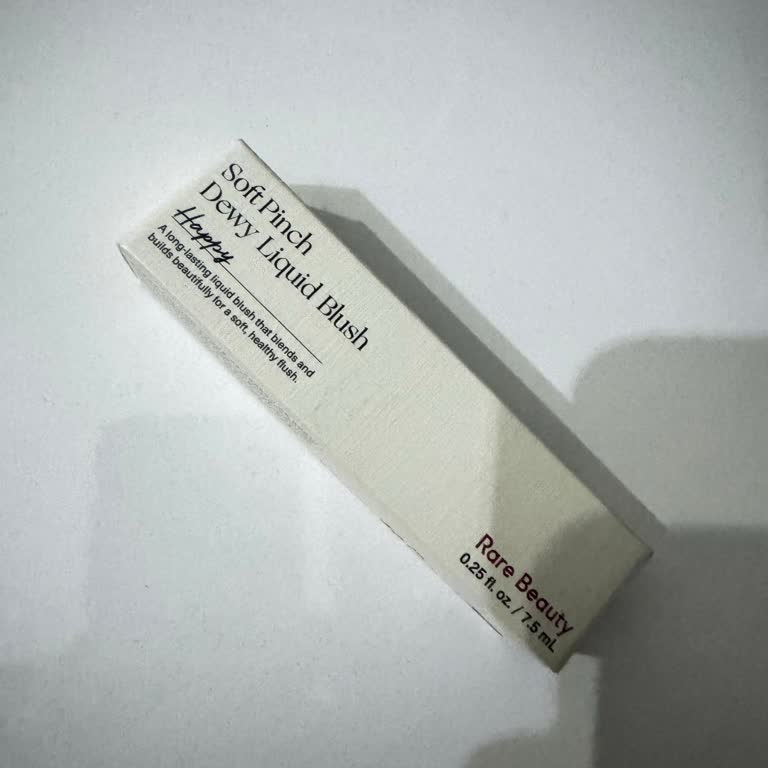 Soft Pinch
Dewy Liquid Blush
Happy
A long-lasting liquid blush that blends and
builds beautifully for a soft, healthy flush.
Rare Beauty
0.25 fl. oz. / 7.5 mL